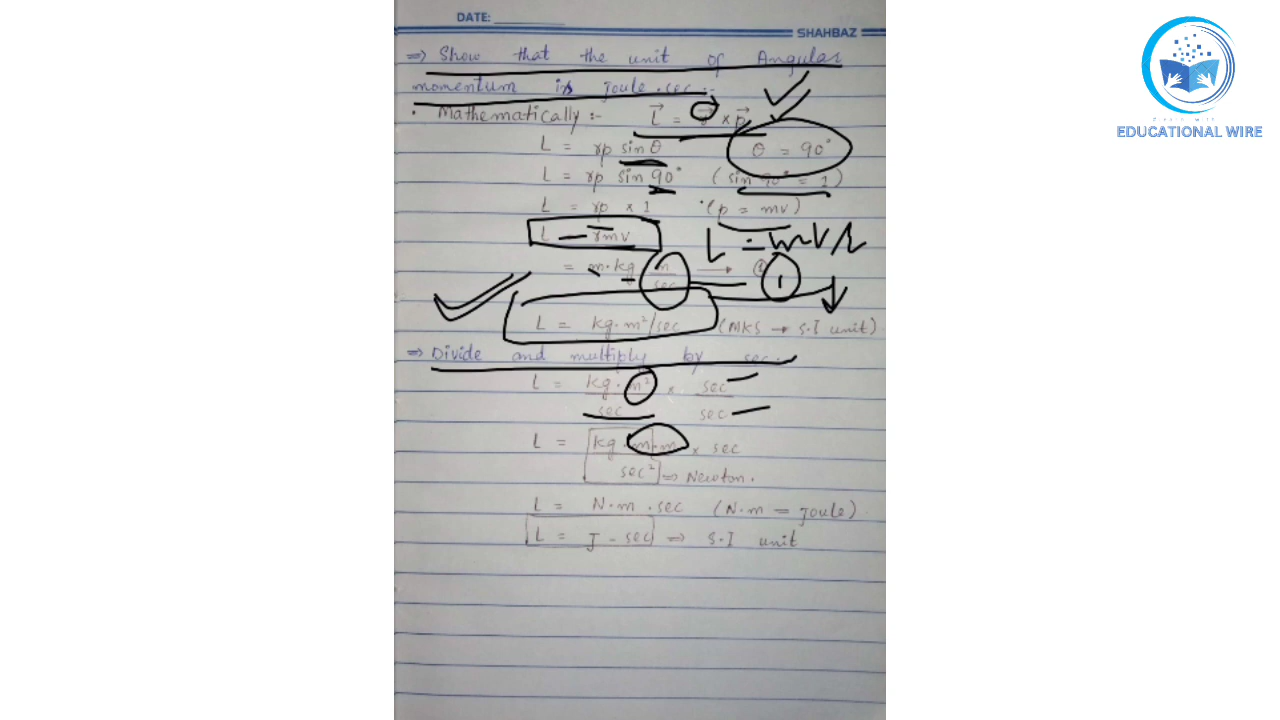 DATE:
SHAHBAZ
EDUCATIONAL WIRE
⇒ Show that the unit of Angular
momentum is joule.sec :-
• Mathematically :- L⃗ = r⃗ × p⃗
L = rp sin θ θ = 90°
L = rp sin 90° (sin 90° = 1)
L = rp × 1 (p = mv)
L = rmv L = mvr
= m·kg m/sec → ① 1
L = kg·m²/sec (MKS → S.I unit)
⇒ Divide and multiply by sec.
L = kg·m² × sec
sec sec
L = kg·m·m × sec
sec² ⇒ Newton.
L = N·m·sec (N·m = joule)
L = J - sec ⇒ S.I unit